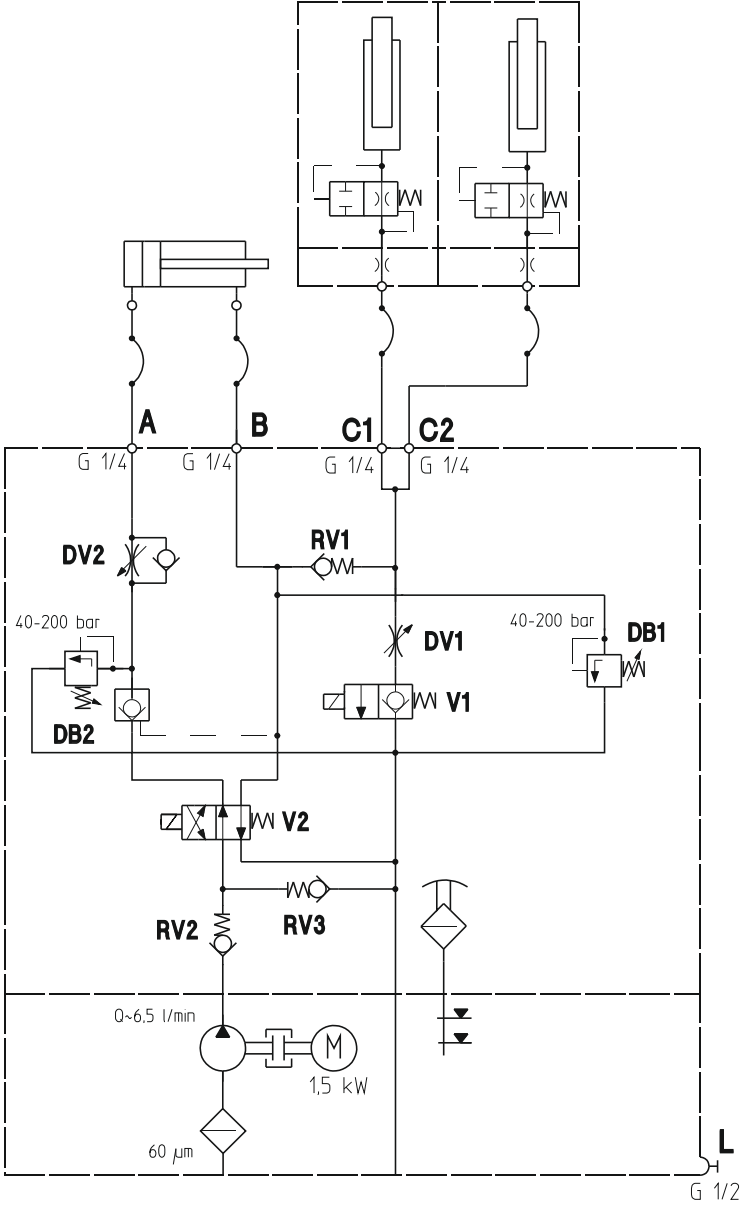 A
B
C1
C2
G 1/4
G 1/4
G 1/4
G 1/4
DV2
RV1
40-200 bar
40-200 bar
DB1
DV1
V1
DB2
V2
RV2
RV3
Q~6,5 l/min
M
1,5 kW
60 µm
L
G 1/2